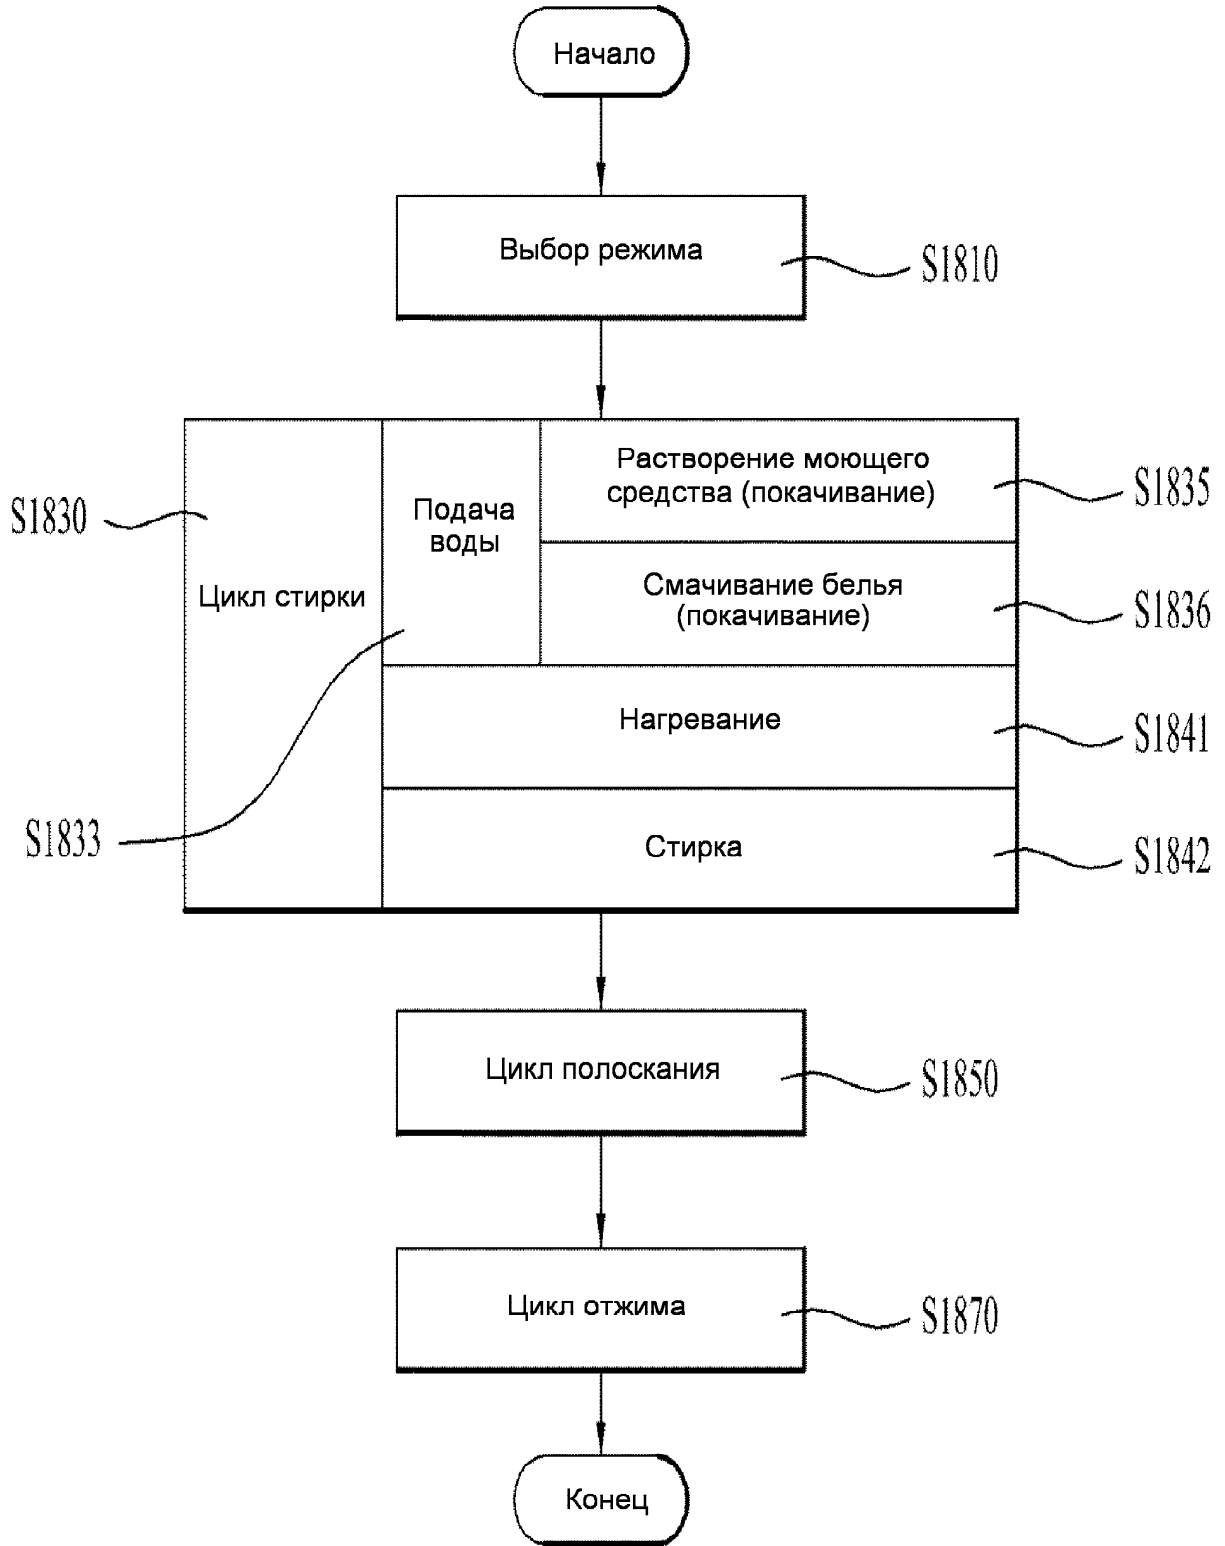 Начало
Выбор режима
S1810
Растворение моющего
средства (покачивание)
S1835
S1830
Подача
воды
Цикл стирки
Смачивание белья
(покачивание)
S1836
Нагревание
S1841
S1833
Стирка
S1842
Цикл полоскания
S1850
Цикл отжима
S1870
Конец